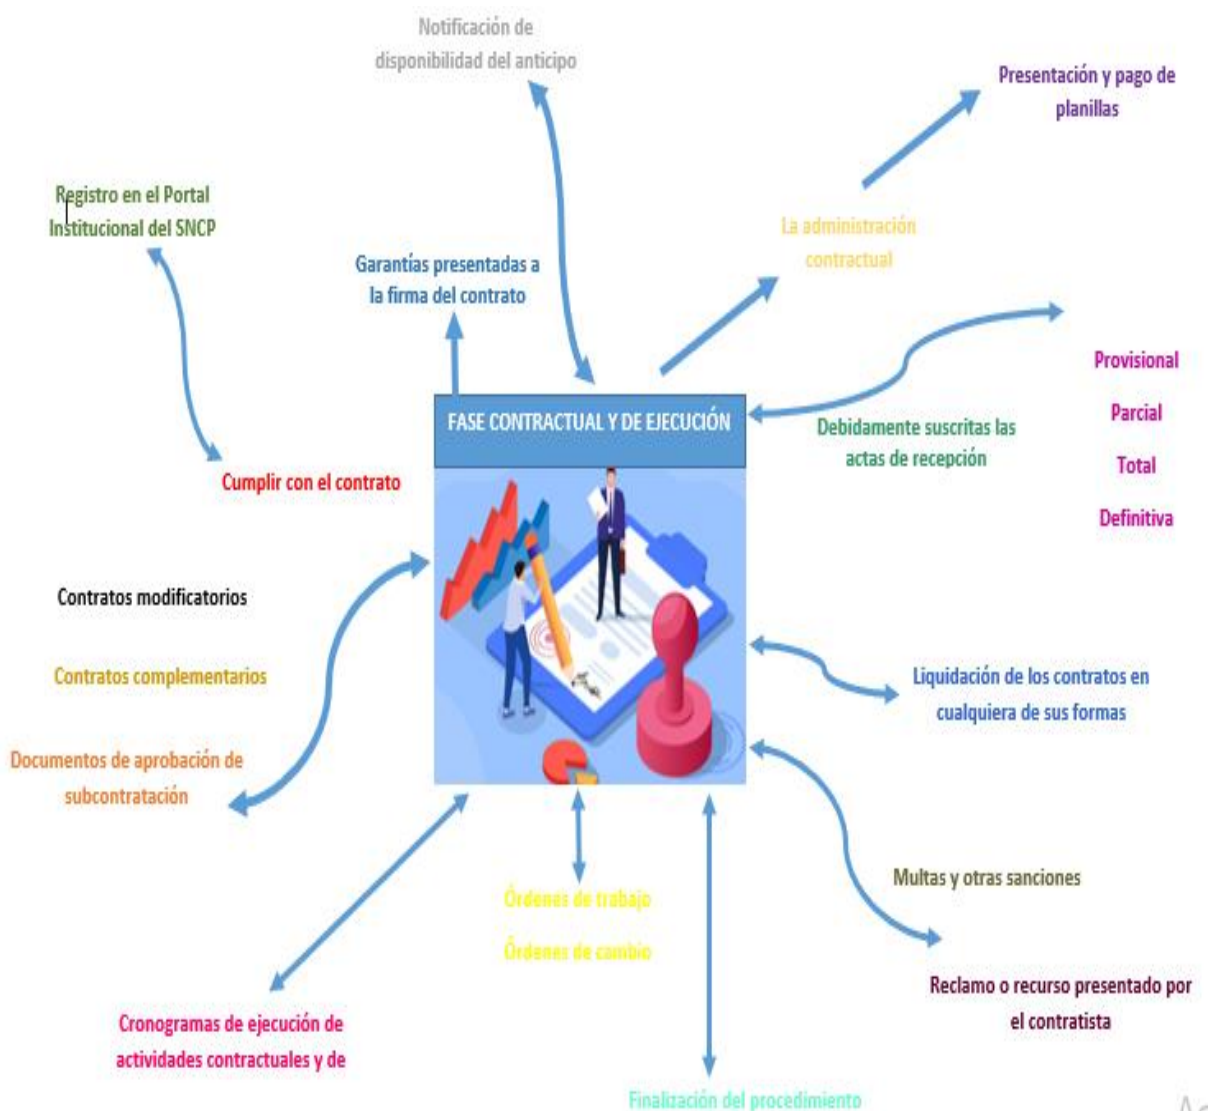 Notificación de
disponibilidad del anticipo
Presentación y pago de
planillas
Registro en el Portal
Institucional del SNCP
La administración
contractual
Garantías presentadas a
la firma del contrato
Provisional
Parcial
Total
Definitiva
FASE CONTRACTUAL Y DE EJECUCIÓN
Debidamente suscritas las
actas de recepción
Cumplir con el contrato
Contratos modificatorios
Contratos complementarios
Liquidación de los contratos en
cualquiera de sus formas
Documentos de aprobación de
subcontratación
Multas y otras sanciones
Órdenes de trabajo
Órdenes de cambio
Reclamo o recurso presentado por
el contratista
Cronogramas de ejecución de
actividades contractuales y de
Finalización del procedimiento